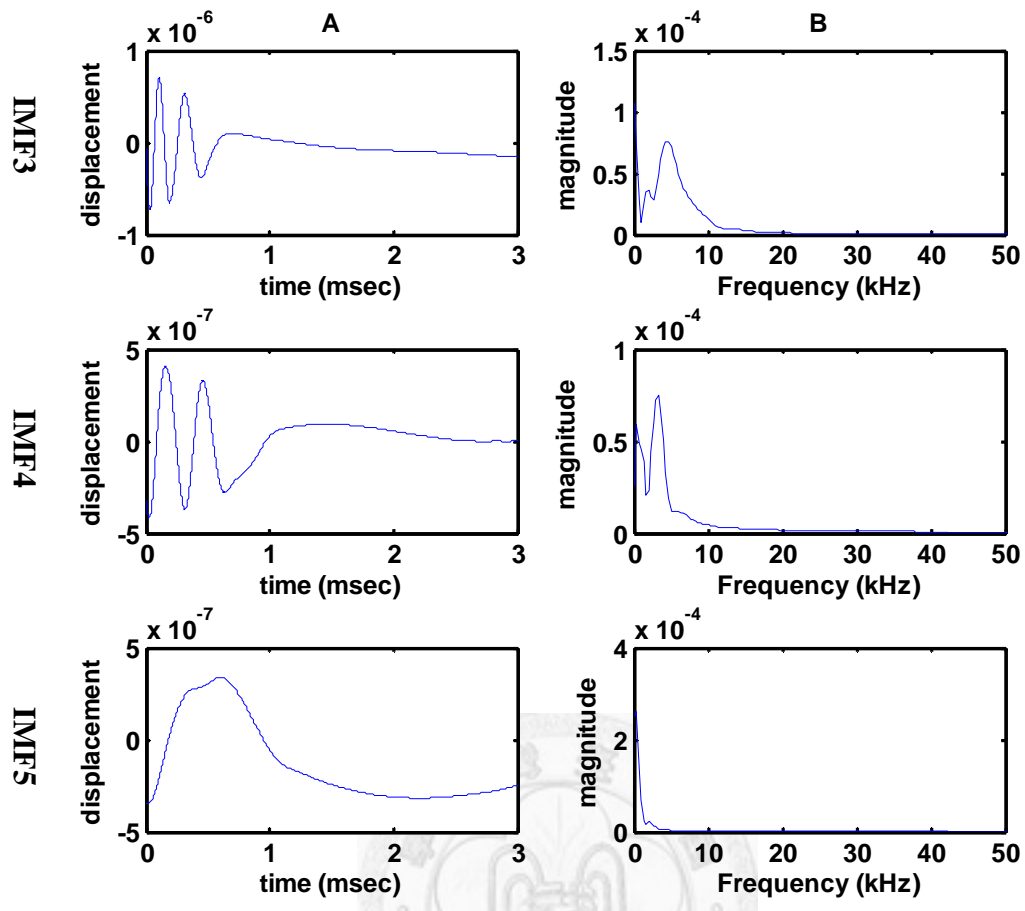 A
B
IMF3
x 10^-6
1
0
-1
displacement
0 1 2 3
time (msec)
x 10^-4
1.5
1
0.5
0
magnitude
0 10 20 30 40 50
Frequency (kHz)
IMF4
x 10^-7
5
0
-5
displacement
0 1 2 3
time (msec)
x 10^-4
1
0.5
0
magnitude
0 10 20 30 40 50
Frequency (kHz)
IMF5
x 10^-7
5
0
-5
displacement
0 1 2 3
time (msec)
x 10^-4
4
2
0
magnitude
0 10 20 30 40 50
Frequency (kHz)